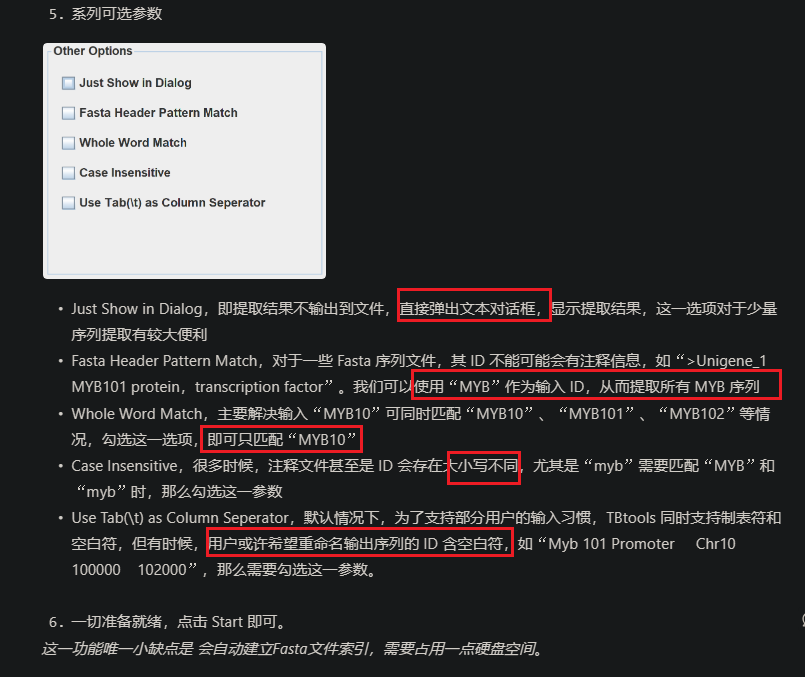 5. 系列可选参数
Other Options
Just Show in Dialog
Fasta Header Pattern Match
Whole Word Match
Case Insensitive
Use Tab(\t) as Column Seperator
• Just Show in Dialog，即提取结果不输出到文件，直接弹出文本对话框，显示提取结果，这一选项对于少量
序列提取有较大便利
• Fasta Header Pattern Match，对于一些 Fasta 序列文件，其 ID 不能可能会有注释信息，如“>Unigene_1
MYB101 protein，transcription factor”。我们可以使用“MYB”作为输入 ID，从而提取所有 MYB 序列
• Whole Word Match，主要解决输入“MYB10”可同时匹配“MYB10”、“MYB101”、“MYB102”等情
况，勾选这一选项，即可只匹配“MYB10”
• Case Insensitive，很多时候，注释文件甚至是 ID 会存在大小写不同，尤其是“myb”需要匹配“MYB”和
“myb”时，那么勾选这一参数
• Use Tab(\t) as Column Seperator，默认情况下，为了支持部分用户的输入习惯，TBtools 同时支持制表符和
空白符，但有时候，用户或许希望重命名输出序列的 ID 含空白符，如“Myb 101 Promoter Chr10
100000 102000”，那么需要勾选这一参数。
6. 一切准备就绪，点击 Start 即可。
这一功能唯一小缺点是 会自动建立Fasta文件索引，需要占用一点硬盘空间。